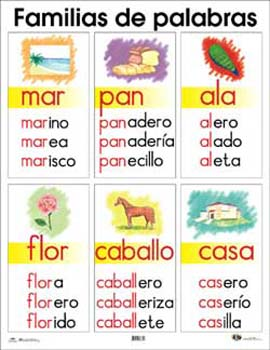 Familias de palabras
mar
marino
marea
marisco
pan
panadero
panadería
panecillo
ala
alero
alado
aleta
flor
flora
florero
florido
caballo
caballero
caballeriza
caballete
casa
casero
caserío
casilla